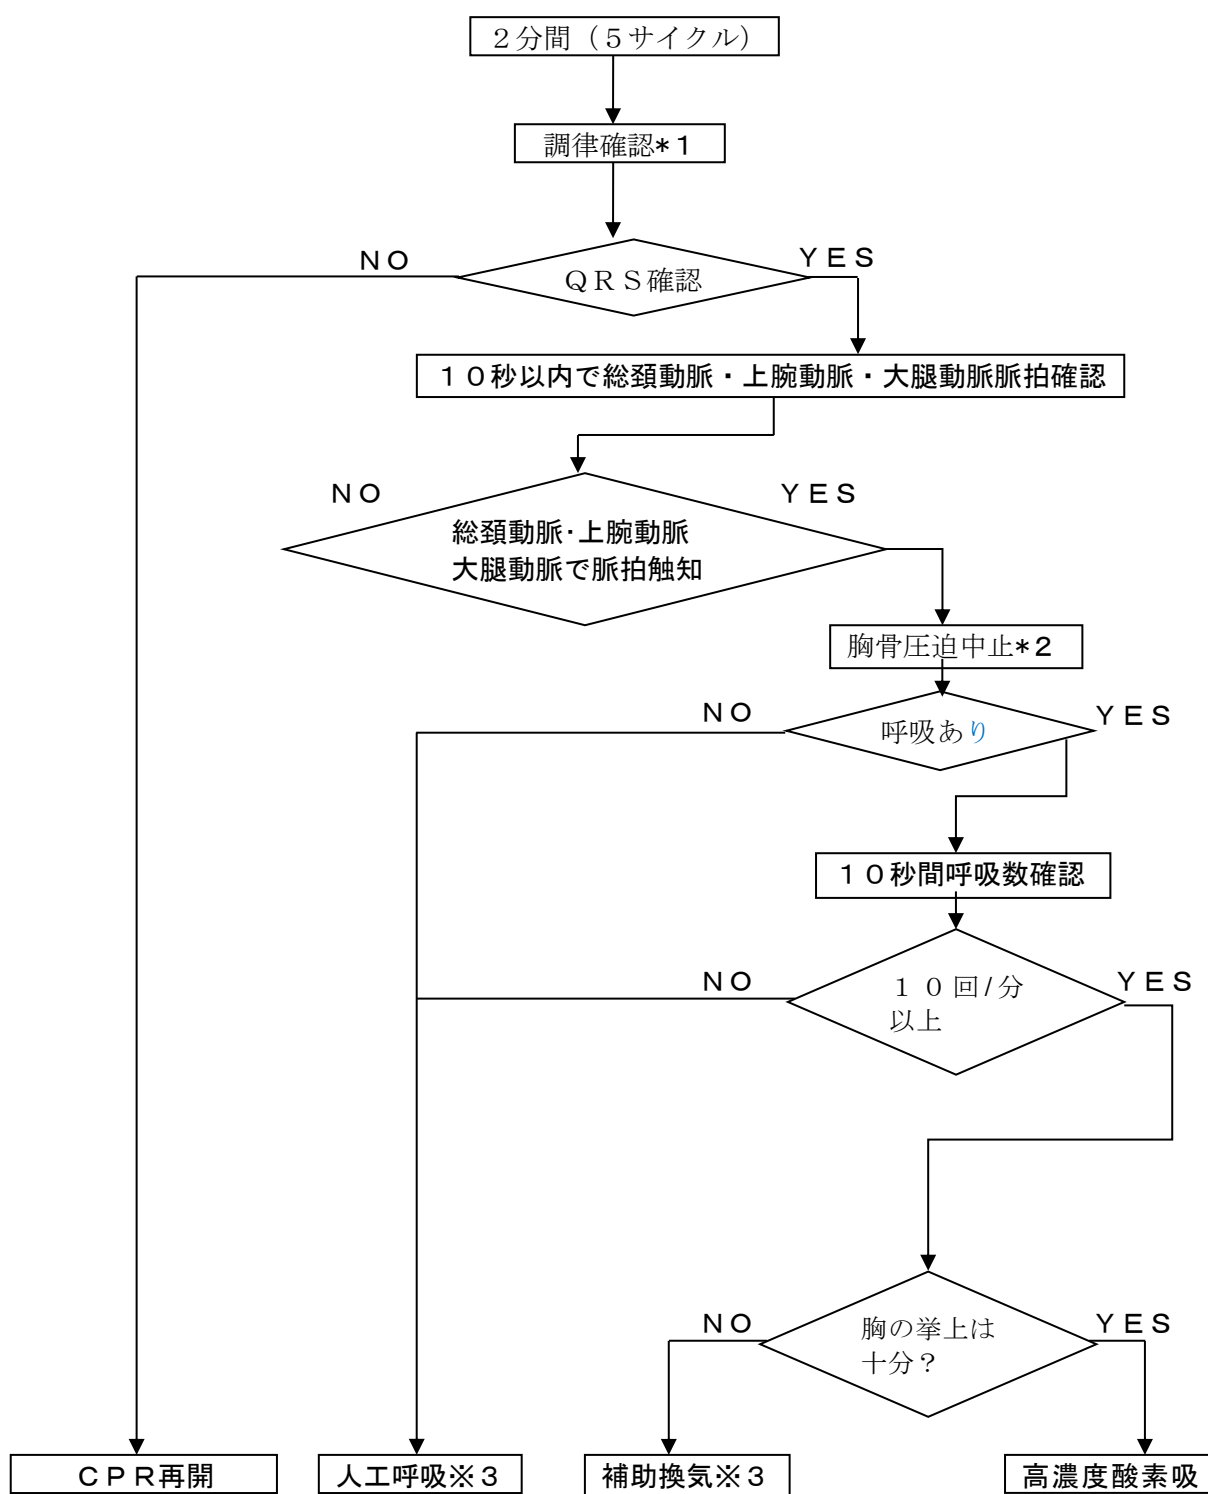 ２分間（５サイクル）
調律確認*１
ＮＯ
ＹＥＳ
ＱＲＳ確認
１０秒以内で総頚動脈・上腕動脈・大腿動脈脈拍確認
ＮＯ
ＹＥＳ
総頚動脈･上腕動脈
大腿動脈で脈拍触知
胸骨圧迫中止*２
ＮＯ
ＹＥＳ
呼吸あり
１０秒間呼吸数確認
ＮＯ
ＹＥＳ
１０回/分
以上
ＮＯ
ＹＥＳ
胸の挙上は
十分？
ＣＰＲ再開
人工呼吸※３
補助換気※３
高濃度酸素吸